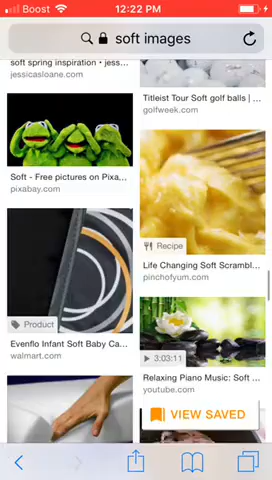 Boost
12:22 PM
soft images
soft spring inspiration • jess...
jessicasloane.com
Titleist Tour Soft golf balls | ...
golfweek.com
Soft - Free pictures on Pixa...
pixabay.com
Recipe
Life Changing Soft Scrambl...
pinchofyum.com
Product
Evenflo Infant Soft Baby Ca...
walmart.com
3:03:11
Relaxing Piano Music: Soft ...
youtube.com
VIEW SAVED